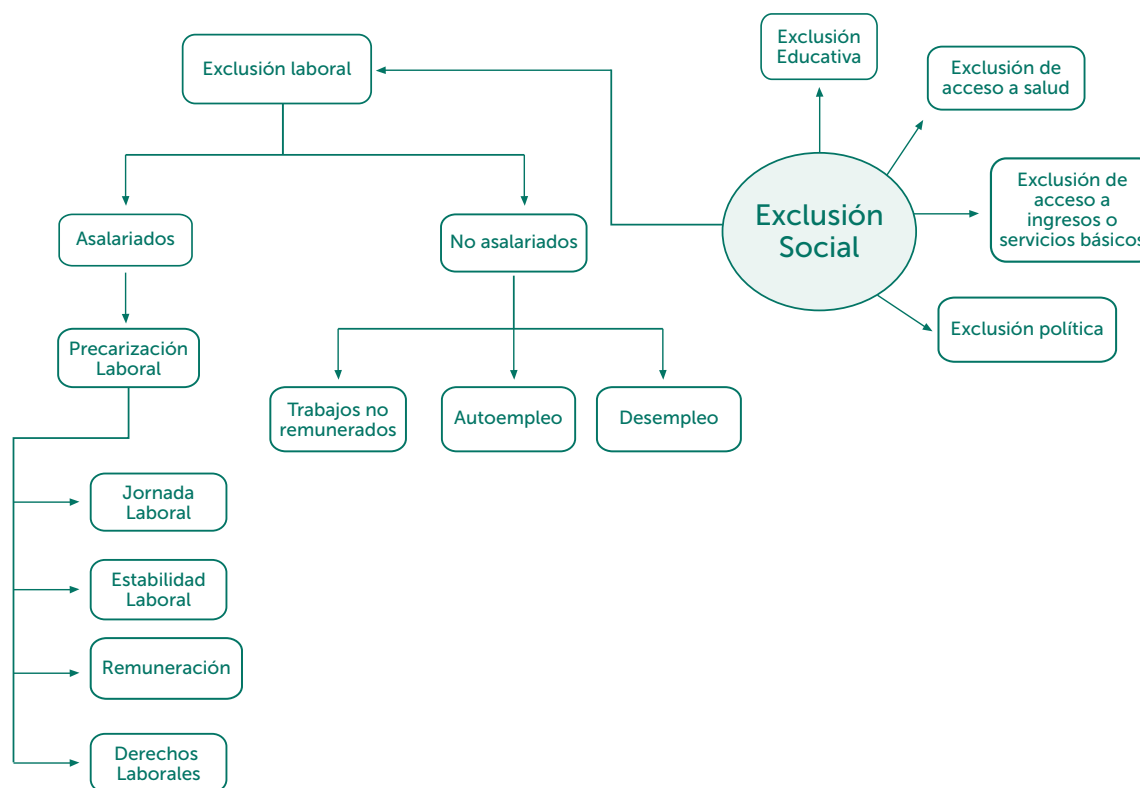 Exclusión
Educativa
Exclusión laboral
Exclusión de
acceso a salud
Exclusión de
acceso a
ingresos o
servicios básicos
Exclusión
Social
Asalariados
No asalariados
Exclusión política
Precarización
Laboral
Trabajos no
remunerados
Autoempleo
Desempleo
Jornada
Laboral
Estabilidad
Laboral
Remuneración
Derechos
Laborales